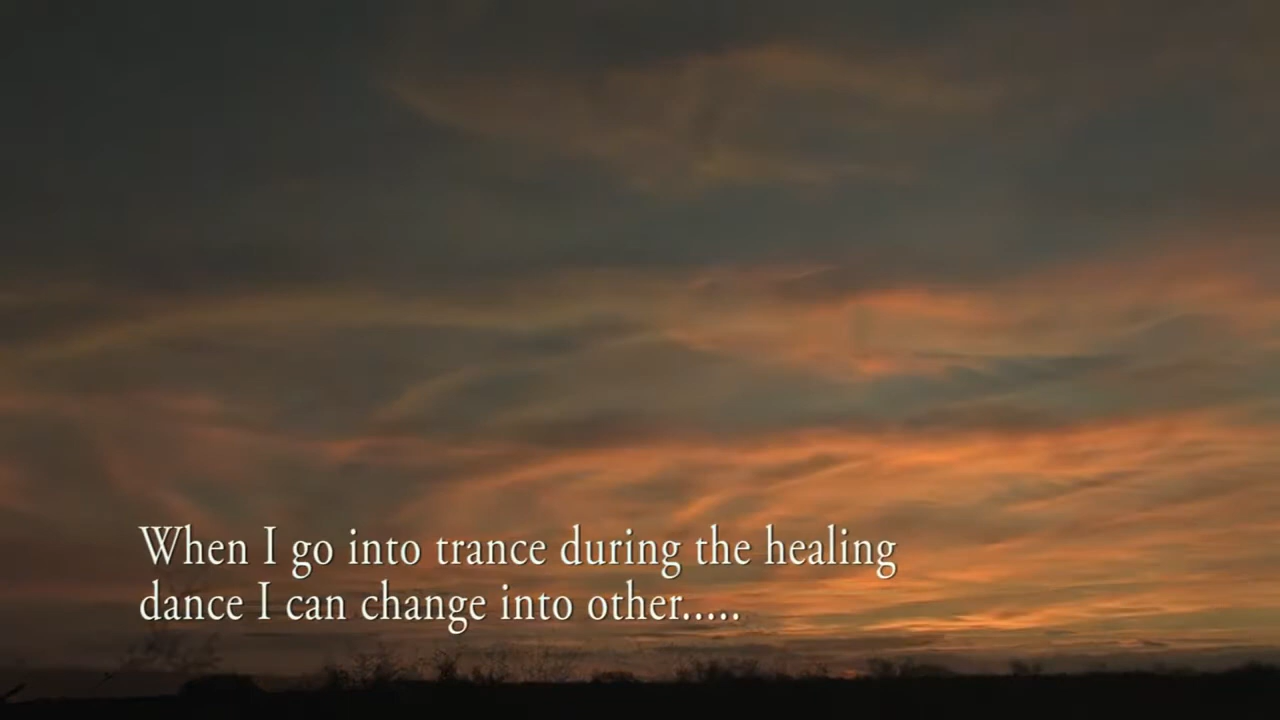 When I go into trance during the healing
dance I can change into other.....